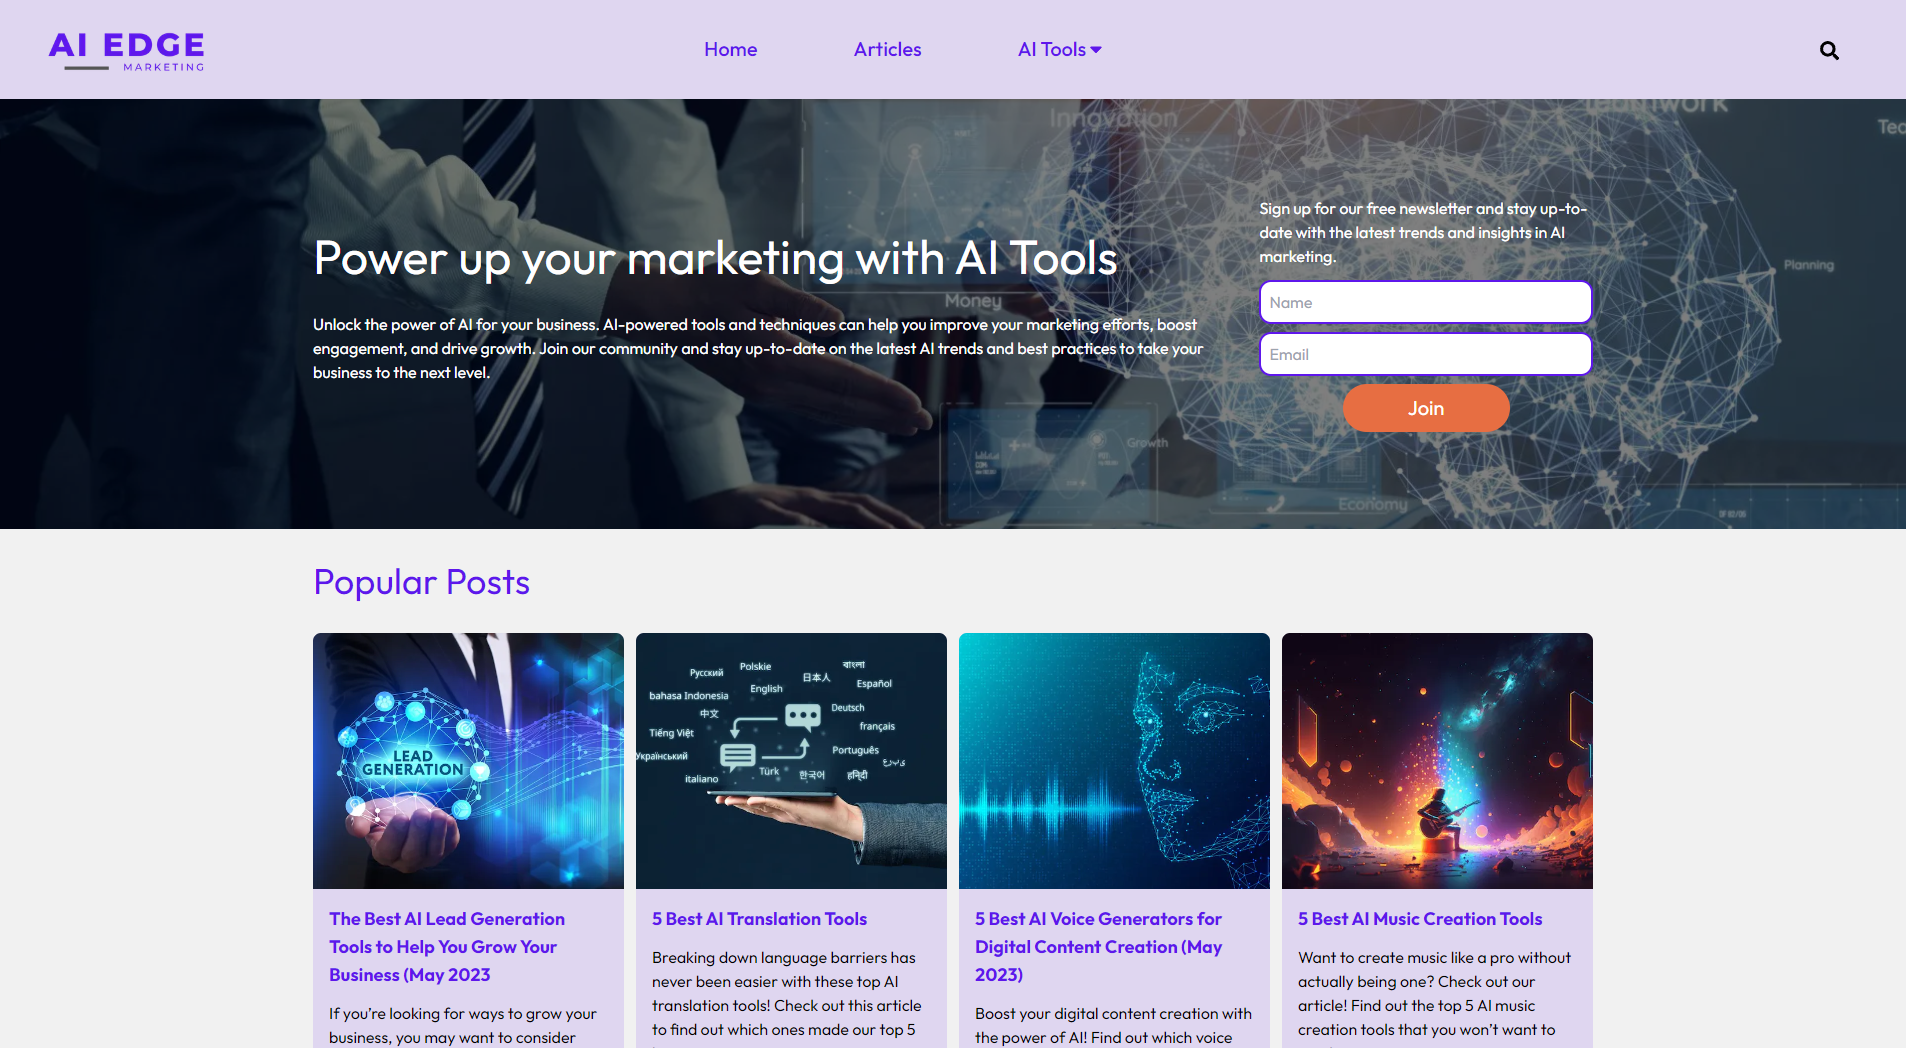 AI EDGE
MARKETING
Home
Articles
AI Tools
Innovation
Teamwork
Planning
Money
Growth
Economy
Power up your marketing with AI Tools
Unlock the power of AI for your business. AI-powered tools and techniques can help you improve your marketing efforts, boost
engagement, and drive growth. Join our community and stay up-to-date on the latest AI trends and best practices to take your
business to the next level.
Sign up for our free newsletter and stay up-to-
date with the latest trends and insights in AI
marketing.
Name
Email
Join
Popular Posts
LEAD
GENERATION
Русский
Polskie
日本人
বাংলা
bahasa Indonesia
English
Español
中文
Deutsch
Tiếng Việt
français
Український
Português
italiano
Türk
한국어
The Best AI Lead Generation
Tools to Help You Grow Your
Business (May 2023
If you’re looking for ways to grow your
business, you may want to consider
5 Best AI Translation Tools
Breaking down language barriers has
never been easier with these top AI
translation tools! Check out this article
to find out which ones made our top 5
5 Best AI Voice Generators for
Digital Content Creation (May
2023)
Boost your digital content creation with
the power of AI! Find out which voice
5 Best AI Music Creation Tools
Want to create music like a pro without
actually being one? Check out our
article! Find out the top 5 AI music
creation tools that you won’t want to